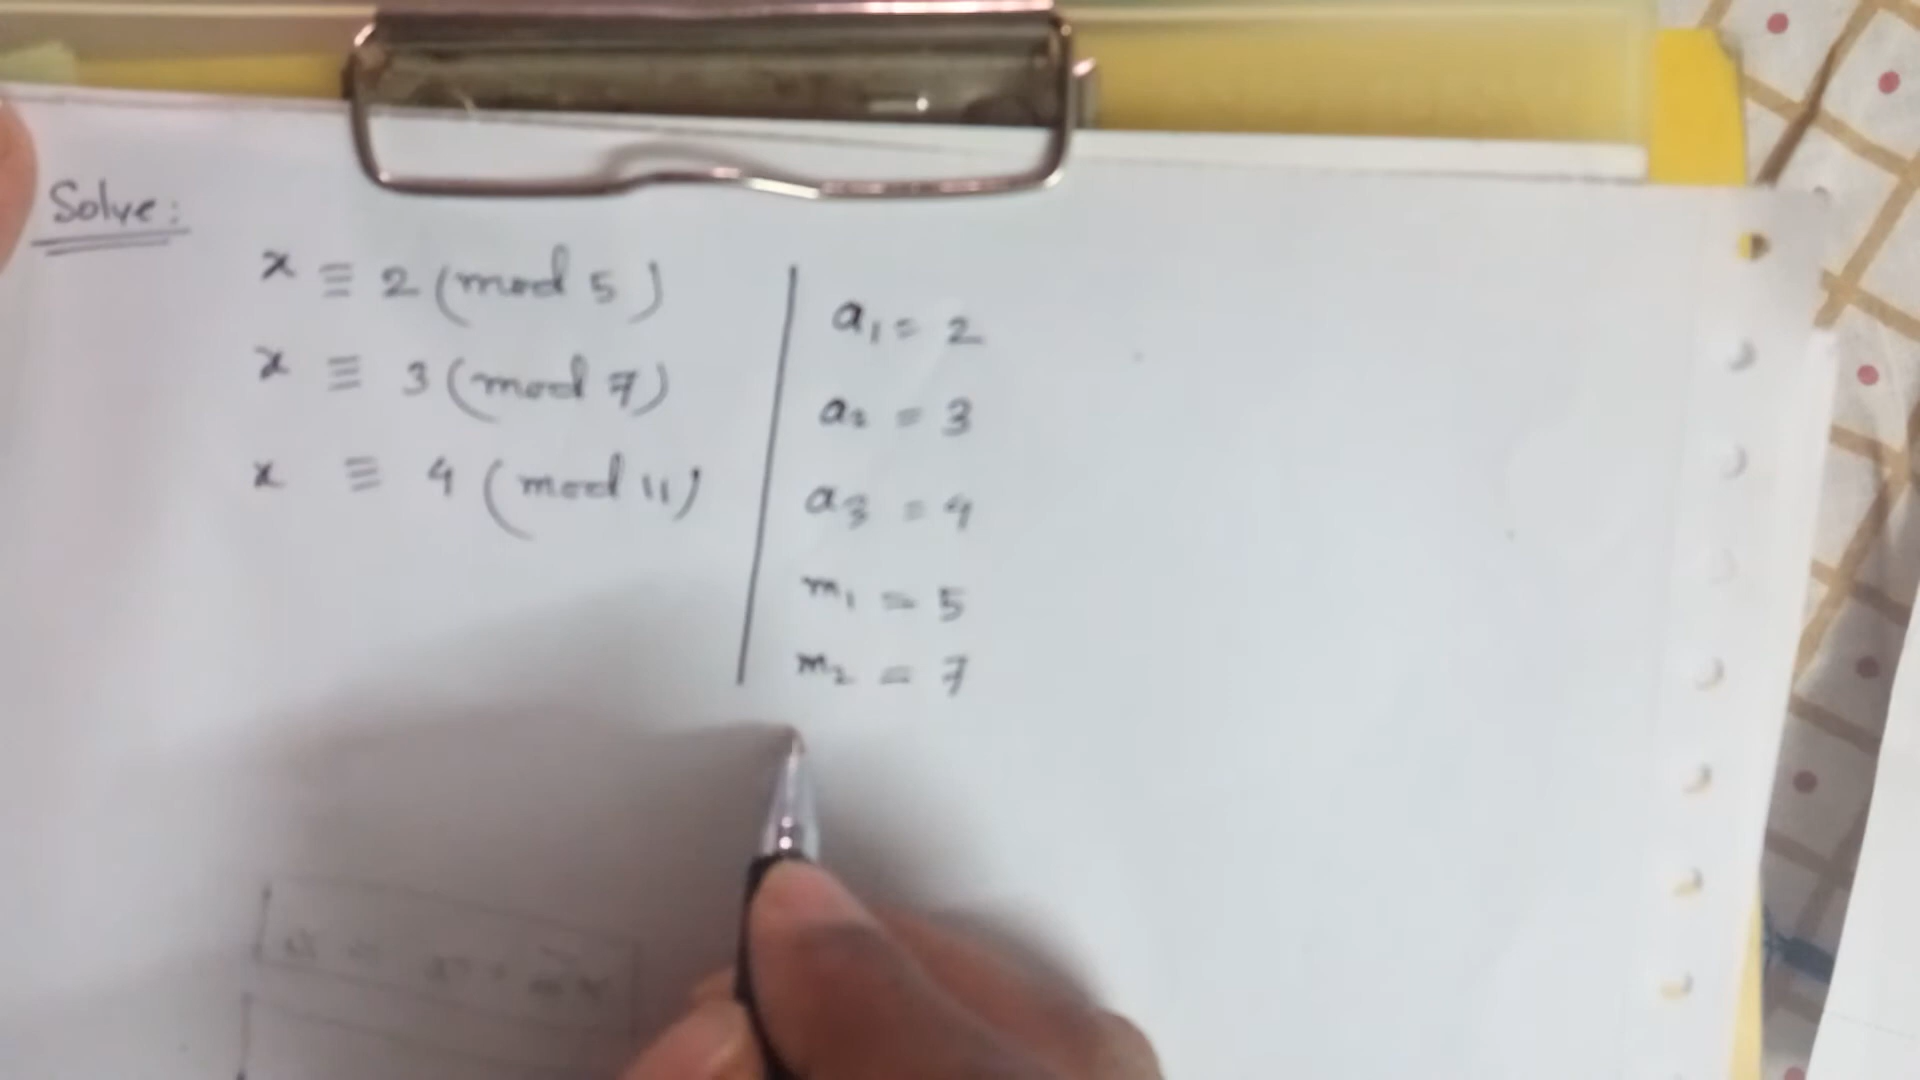 Solve:
x ≡ 2 (mod 5)
x ≡ 3 (mod 7)
x ≡ 4 (mod 11)
a₁ = 2
a₂ = 3
a₃ = 4
m₁ = 5
m₂ = 7